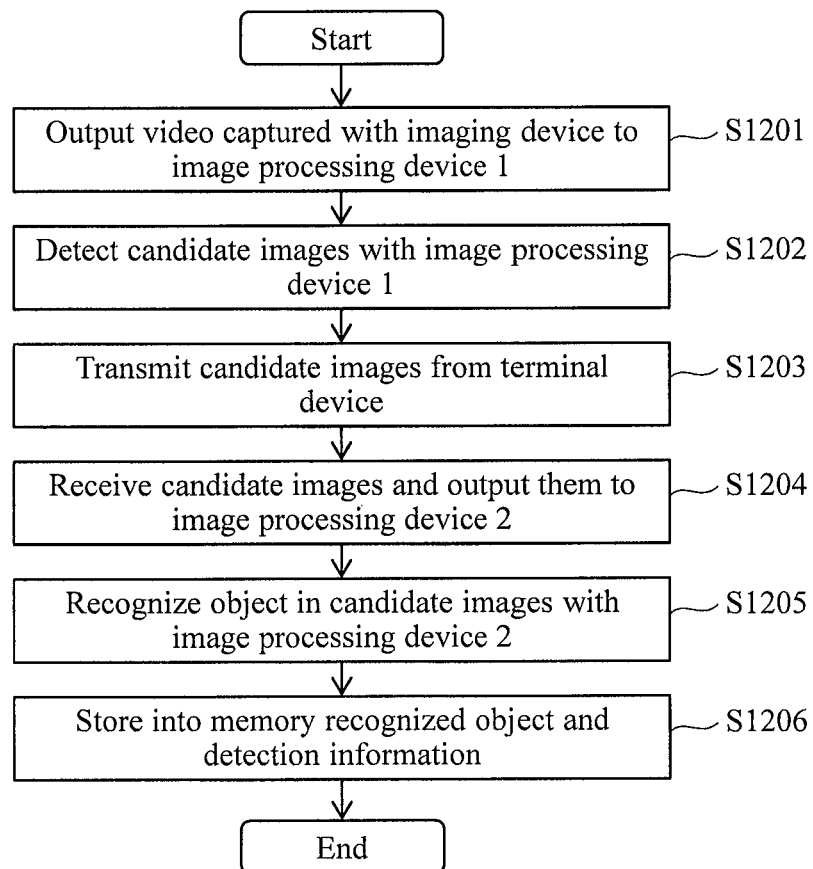 Start
Output video captured with imaging device to
image processing device 1
S1201
Detect candidate images with image processing
device 1
S1202
Transmit candidate images from terminal
device
S1203
Receive candidate images and output them to
image processing device 2
S1204
Recognize object in candidate images with
image processing device 2
S1205
Store into memory recognized object and
detection information
S1206
End